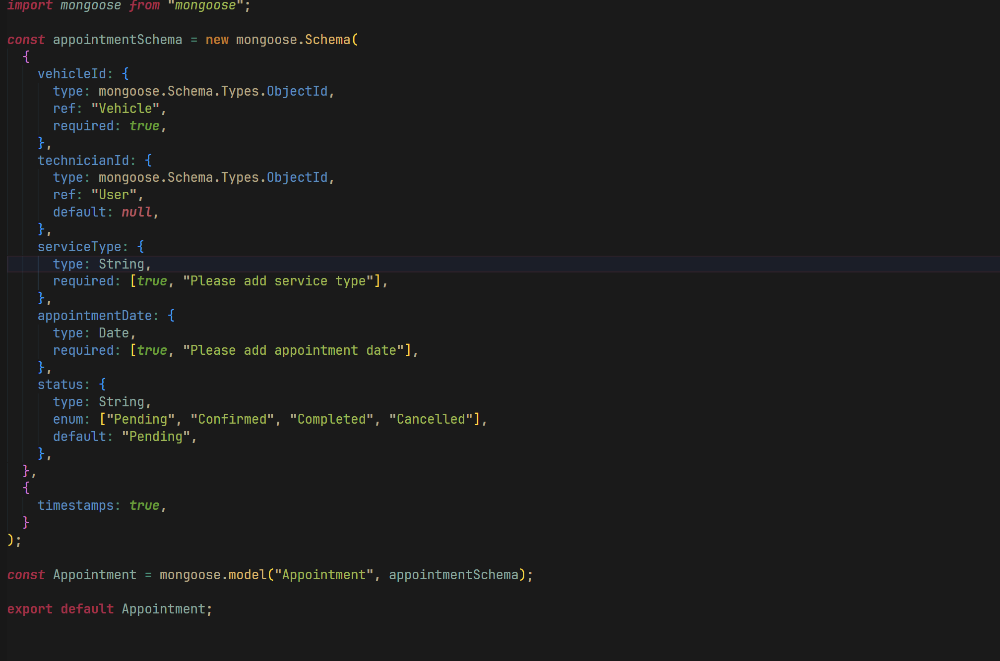 import mongoose from "mongoose";
const appointmentSchema = new mongoose.Schema(
  {
    vehicleId: {
      type: mongoose.Schema.Types.ObjectId,
      ref: "Vehicle",
      required: true,
    },
    technicianId: {
      type: mongoose.Schema.Types.ObjectId,
      ref: "User",
      default: null,
    },
    serviceType: {
      type: String,
      required: [true, "Please add service type"],
    },
    appointmentDate: {
      type: Date,
      required: [true, "Please add appointment date"],
    },
    status: {
      type: String,
      enum: ["Pending", "Confirmed", "Completed", "Cancelled"],
      default: "Pending",
    },
  },
  {
    timestamps: true,
  }
);
const Appointment = mongoose.model("Appointment", appointmentSchema);
export default Appointment;